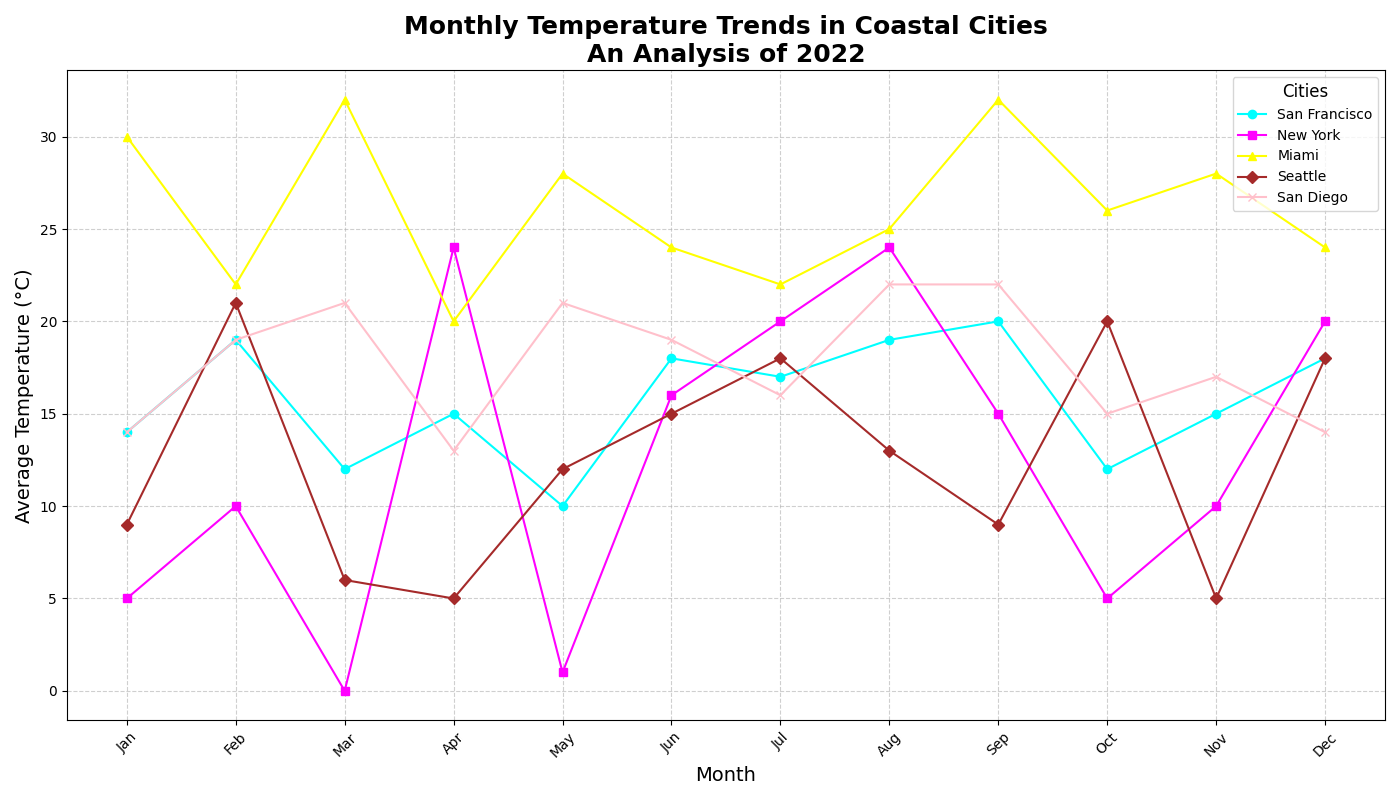 Monthly Temperature Trends in Coastal Cities
An Analysis of 2022
Cities
San Francisco
New York
Miami
Seattle
San Diego
Average Temperature (°C)
30
25
20
15
10
5
0
Jan
Feb
Mar
Apr
May
Jun
Jul
Aug
Sep
Oct
Nov
Dec
Month